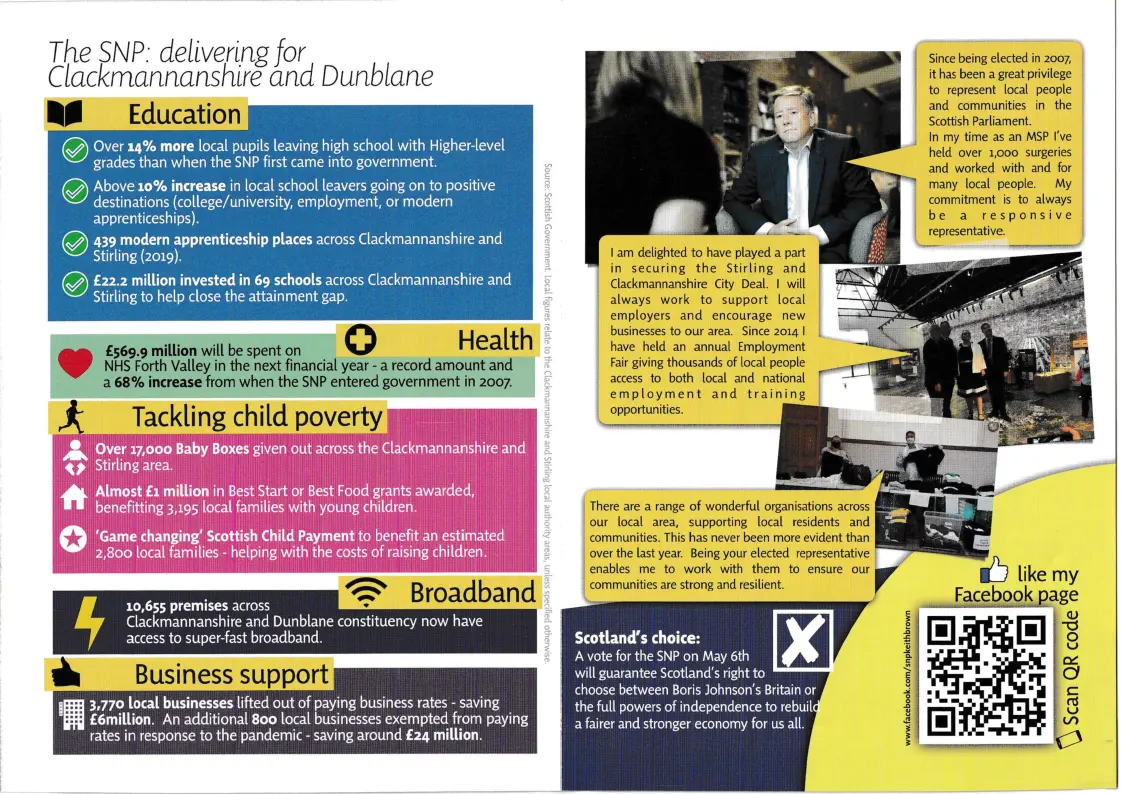 The SNP: delivering for
Clackmannanshire and Dunblane
Education
Over 14% more local pupils leaving high school with Higher-level
grades than when the SNP first came into government.
Above 10% increase in local school leavers going on to positive
destinations (college/university, employment, or modern
apprenticeships).
439 modern apprenticeship places across Clackmannanshire and
Stirling (2019).
£22.2 million invested in 69 schools across Clackmannanshire and
Stirling to help close the attainment gap.
Health
£569.9 million will be spent on
NHS Forth Valley in the next financial year - a record amount and
a 68% increase from when the SNP entered government in 2007.
Tackling child poverty
Over 17,000 Baby Boxes given out across the Clackmannanshire and
Stirling area.
Almost £1 million in Best Start or Best Food grants awarded,
benefitting 3,195 local families with young children.
'Game changing' Scottish Child Payment to benefit an estimated
2,800 local families - helping with the costs of raising children.
Broadband
10,655 premises across
Clackmannanshire and Dunblane constituency now have
access to super-fast broadband.
Business support
3,770 local businesses lifted out of paying business rates - saving
£6million. An additional 800 local businesses exempted from paying
rates in response to the pandemic - saving around £24 million.
Source: Scottish Government. Local figures relate to the Clackmannanshire and Stirling local authority areas, unless specified otherwise.
Since being elected in 2007,
it has been a great privilege
to represent local people
and communities in the
Scottish Parliament.
In my time as an MSP I've
held over 1,000 surgeries
and worked with and for
many local people. My
commitment is to always
be a responsive
representative.
I am delighted to have played a part
in securing the Stirling and
Clackmannanshire City Deal. I will
always work to support local
employers and encourage new
businesses to our area. Since 2014 I
have held an annual Employment
Fair giving thousands of local people
access to both local and national
employment and training
opportunities.
There are a range of wonderful organisations across
our local area, supporting local residents and
communities. This has never been more evident than
over the last year. Being your elected representative
enables me to work with them to ensure our
communities are strong and resilient.
Scotland's choice:
A vote for the SNP on May 6th
will guarantee Scotland's right to
choose between Boris Johnson's Britain or
the full powers of independence to rebuild
a fairer and stronger economy for us all.
like my
Facebook page
www.facebook.com/snpkeithbrown
Scan QR code